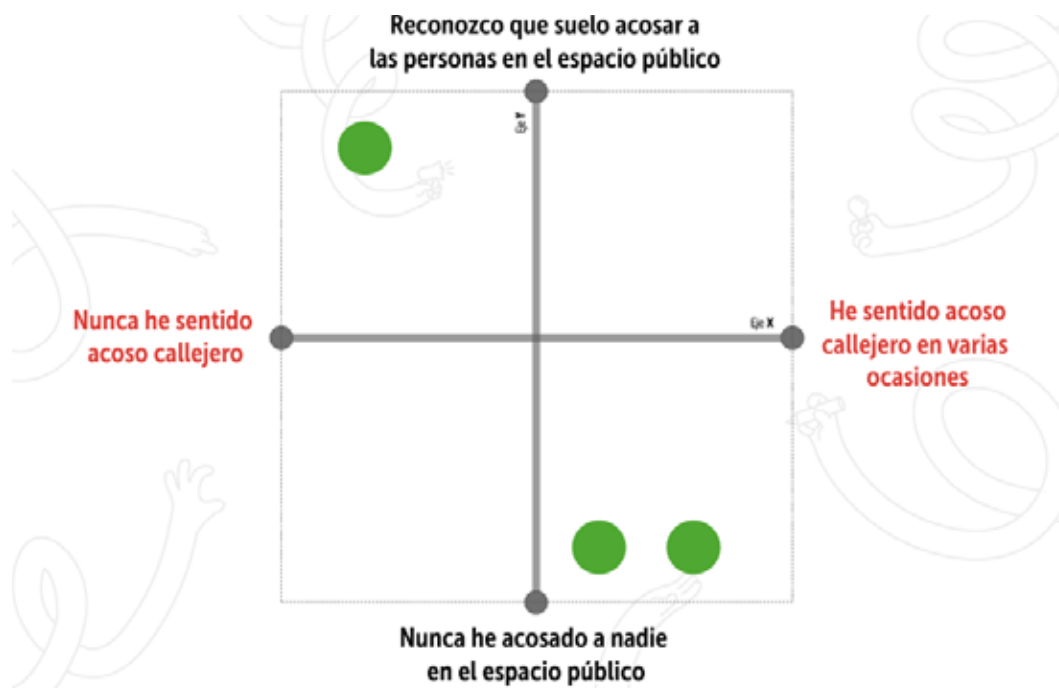 Reconozco que suelo acosar a
las personas en el espacio público
Eje Y
Nunca he sentido
acoso callejero
Eje X
He sentido acoso
callejero en varias
ocasiones
Nunca he acosado a nadie
en el espacio público